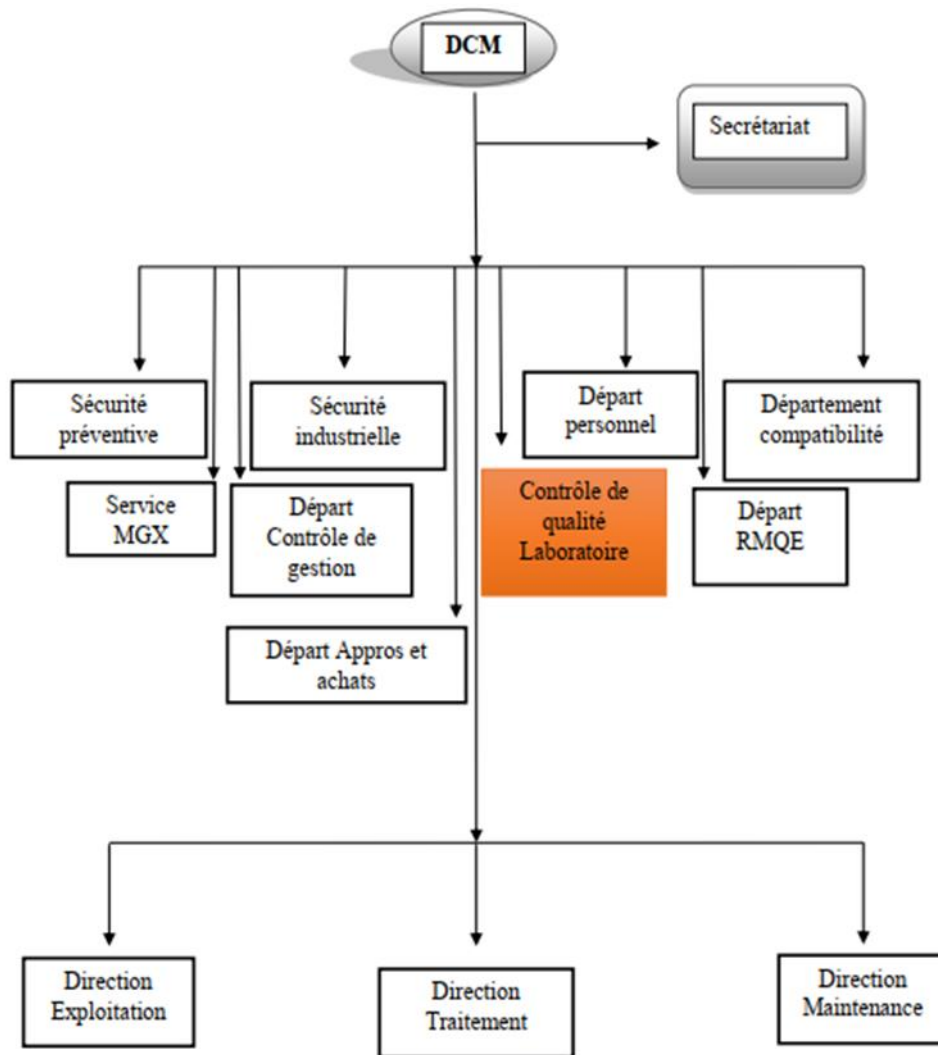 DCM
Secrétariat
Sécurité
préventive
Sécurité
industrielle
Départ
personnel
Département
compatibilité
Service
MGX
Départ
Contrôle de
gestion
Contrôle de
qualité
Laboratoire
Départ
RMQE
Départ Appros et
achats
Direction
Exploitation
Direction
Traitement
Direction
Maintenance